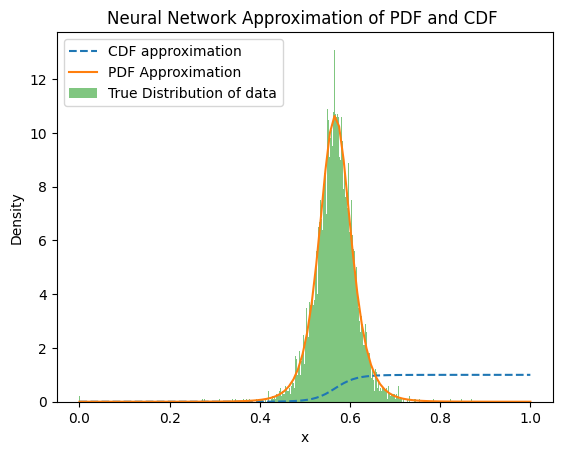 Neural Network Approximation of PDF and CDF
CDF approximation
PDF Approximation
True Distribution of data
12
10
8
6
4
2
0
Density
0.0 0.2 0.4 0.6 0.8 1.0
x